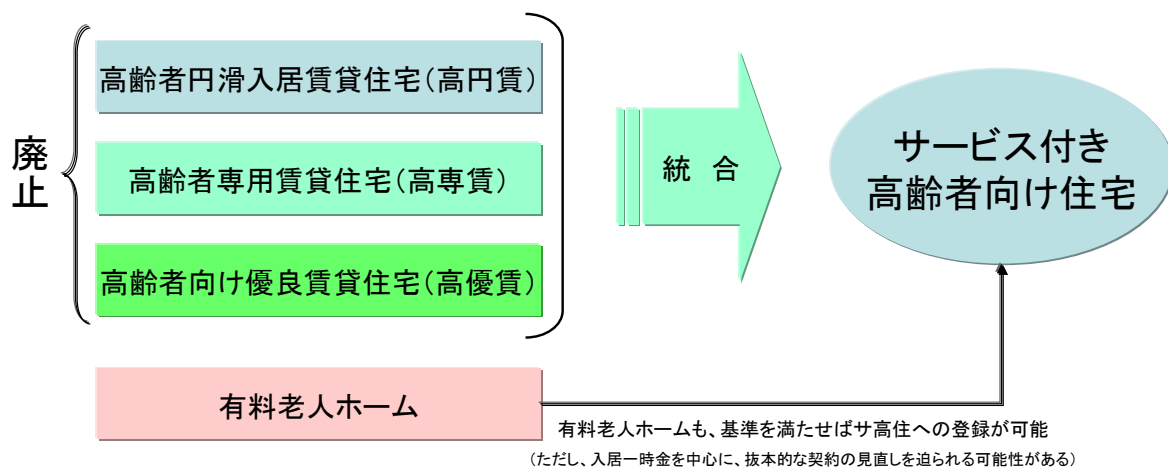 廃止
高齢者円滑入居賃貸住宅(高円賃)
高齢者専用賃貸住宅(高専賃)
高齢者向け優良賃貸住宅(高優賃)
統 合
サービス付き
高齢者向け住宅
有料老人ホーム
有料老人ホームも、基準を満たせばサ高住への登録が可能
(ただし、入居一時金を中心に、抜本的な契約の見直しを迫られる可能性がある)